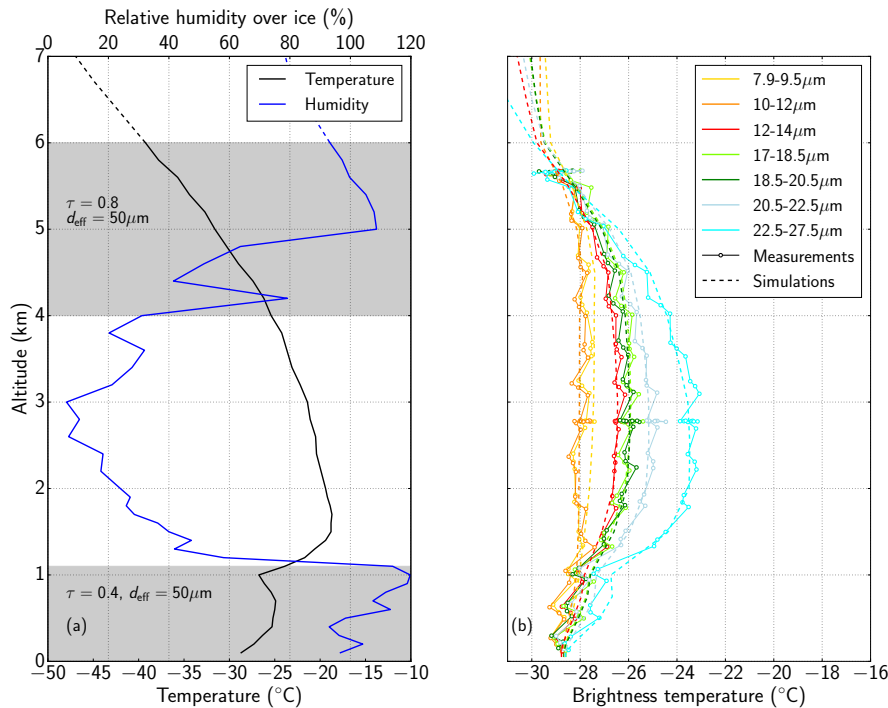 Relative humidity over ice (%)
0 20 40 60 80 100 120
7
6
5
4
3
2
1
0
Altitude (km)
Temperature
Humidity
τ = 0.8
d_eff = 50μm
τ = 0.4, d_eff = 50μm
(a)
−50 −45 −40 −35 −30 −25 −20 −15 −10
Temperature (°C)
7.9-9.5μm
10-12μm
12-14μm
17-18.5μm
18.5-20.5μm
20.5-22.5μm
22.5-27.5μm
Measurements
Simulations
(b)
−30 −28 −26 −24 −22 −20 −18 −16
Brightness temperature (°C)